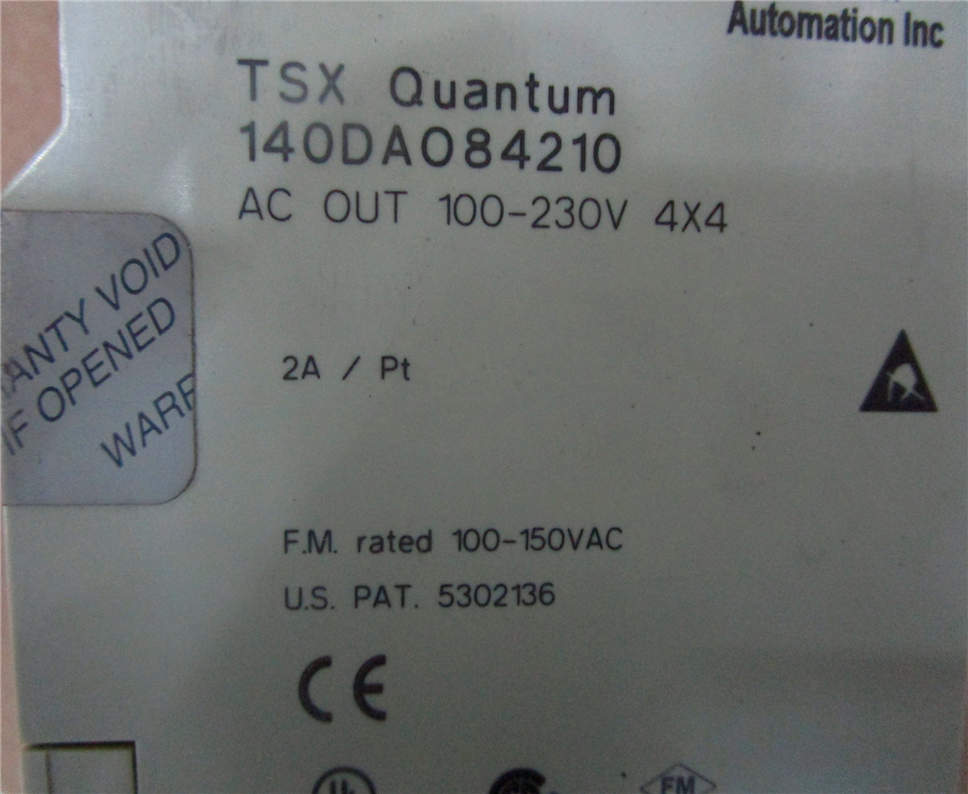 Automation Inc
TSX Quantum
140DAO84210
AC OUT 100-230V 4X4
ANTY VOID
IF OPENED
WARR
2A / Pt
F.M. rated 100-150VAC
U.S. PAT. 5302136
CE
UL
FM